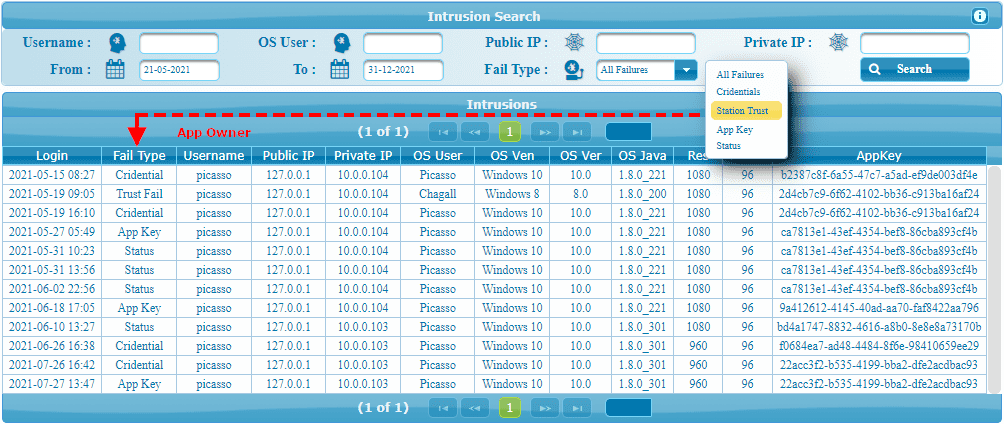 Intrusion Search
Username : OS User : Public IP : Private IP :
From : 21-05-2021 To : 31-12-2021 Fail Type : All Failures Search
All Failures
Cridentials
Station Trust
App Key
Status
Intrusions
App Owner
(1 of 1) 1
Login Fail Type Username Public IP Private IP OS User OS Ven OS Ver OS Java AppKey
2021-05-15 08:27 Cridential picasso 127.0.0.1 10.0.0.104 Picasso Windows 10 10.0 1.8.0_221 1080 96 b2387c8f-6a55-47c7-a5ad-ef9de003df4e
2021-05-19 09:05 Trust Fail picasso 127.0.0.1 10.0.0.104 Chagall Windows 8 8.0 1.8.0_200 1080 96 2d4cb7c9-6f62-4102-bb36-c913ba16af24
2021-05-19 16:10 Cridential picasso 127.0.0.1 10.0.0.104 Picasso Windows 10 10.0 1.8.0_221 1080 96 2d4cb7c9-6f62-4102-bb36-c913ba16af24
2021-05-27 05:49 App Key picasso 127.0.0.1 10.0.0.104 Picasso Windows 10 10.0 1.8.0_221 1080 96 ca7813e1-43ef-4354-bef8-86cba893cf4b
2021-05-31 10:23 Status picasso 127.0.0.1 10.0.0.104 Picasso Windows 10 10.0 1.8.0_221 1080 96 ca7813e1-43ef-4354-bef8-86cba893cf4b
2021-05-31 13:56 Status picasso 127.0.0.1 10.0.0.104 Picasso Windows 10 10.0 1.8.0_221 1080 96 ca7813e1-43ef-4354-bef8-86cba893cf4b
2021-06-02 22:56 Status picasso 127.0.0.1 10.0.0.104 Picasso Windows 10 10.0 1.8.0_221 1080 96 ca7813e1-43ef-4354-bef8-86cba893cf4b
2021-06-18 17:05 App Key picasso 127.0.0.1 10.0.0.104 Picasso Windows 10 10.0 1.8.0_221 1080 96 9a412612-4145-40ad-aa70-faf8422aa796
2021-06-10 13:27 Status picasso 127.0.0.1 10.0.0.103 Picasso Windows 10 10.0 1.8.0_301 1080 96 bd4a1747-8832-4616-a8b0-8e8e8a73170b
2021-06-26 16:38 Cridential picasso 127.0.0.1 10.0.0.103 Picasso Windows 10 10.0 1.8.0_301 960 96 f0684ea7-ad48-4484-8f6e-98410659ee29
2021-07-26 16:42 Cridential picasso 127.0.0.1 10.0.0.103 Picasso Windows 10 10.0 1.8.0_301 960 96 22acc3f2-b535-4199-bba2-dfe2acdbac93
2021-07-27 13:47 App Key picasso 127.0.0.1 10.0.0.103 Picasso Windows 10 10.0 1.8.0_301 960 96 22acc3f2-b535-4199-bba2-dfe2acdbac93
(1 of 1) 1